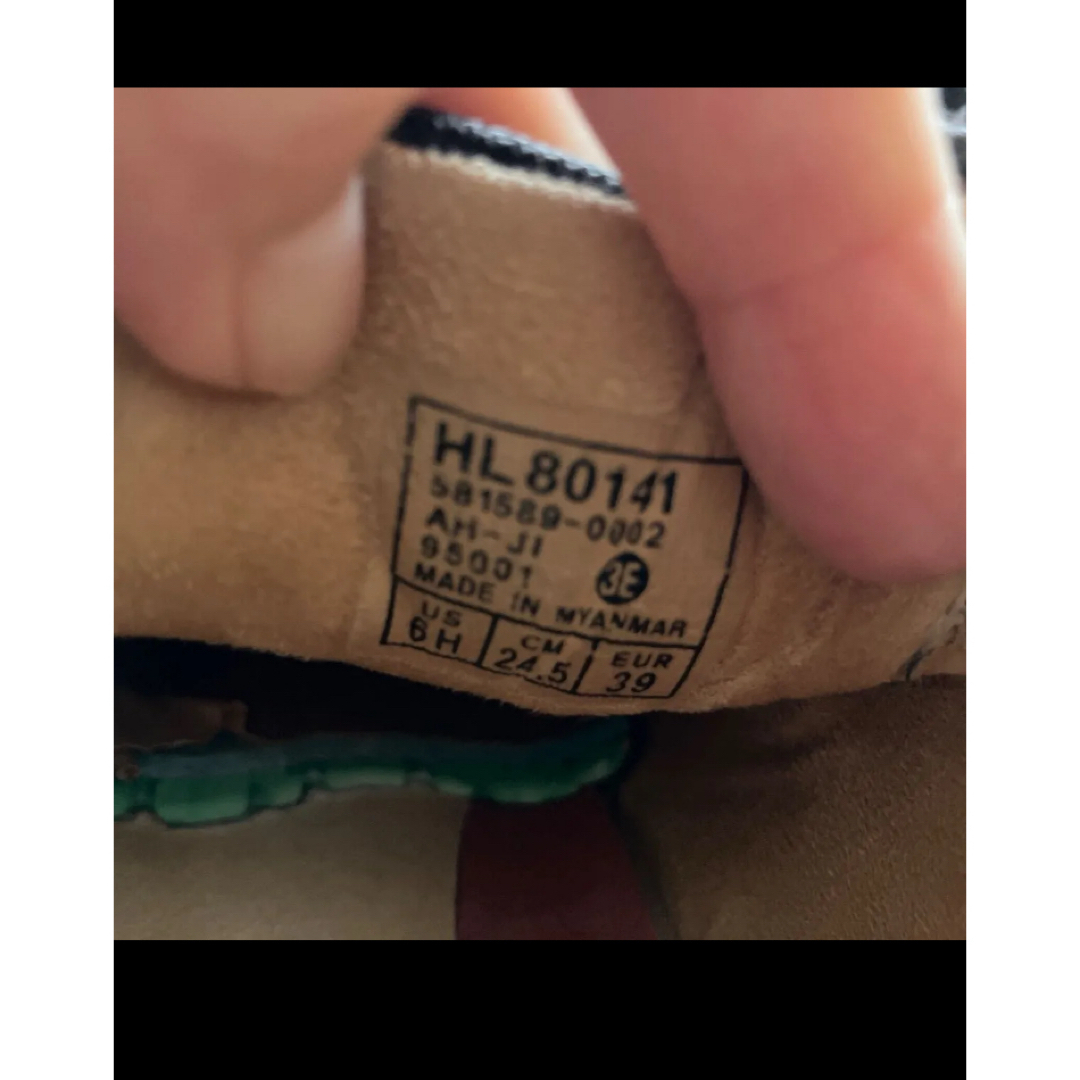 HL80141
581589-0002
AH-JI
95001 3E
MADE IN MYANMAR
US CM EUR
6H 24.5 39